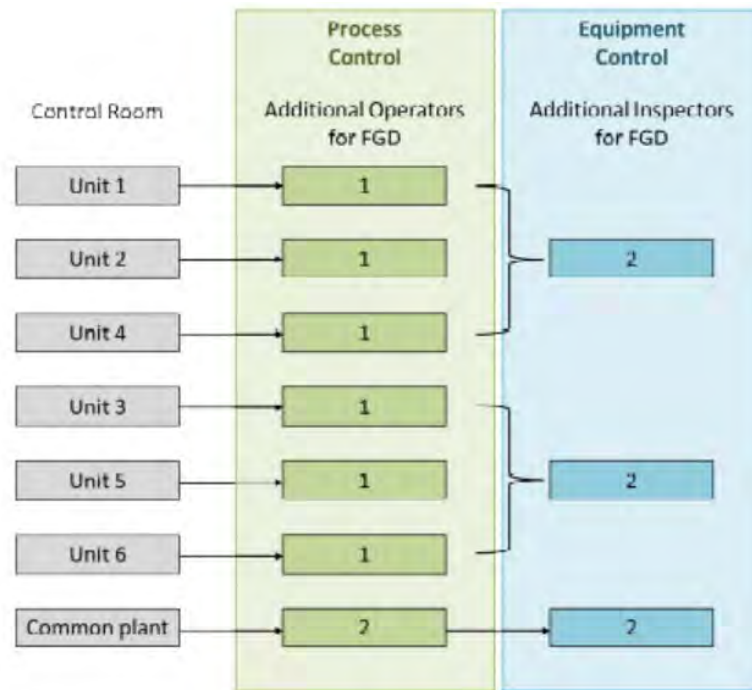 Process
Control
Equipment
Control
Control Room
Additional Operators
for FGD
Additional Inspectors
for FGD
Unit 1
1
Unit 2
1
2
Unit 4
1
Unit 3
1
Unit 5
1
2
Unit 6
1
Common plant
2
2